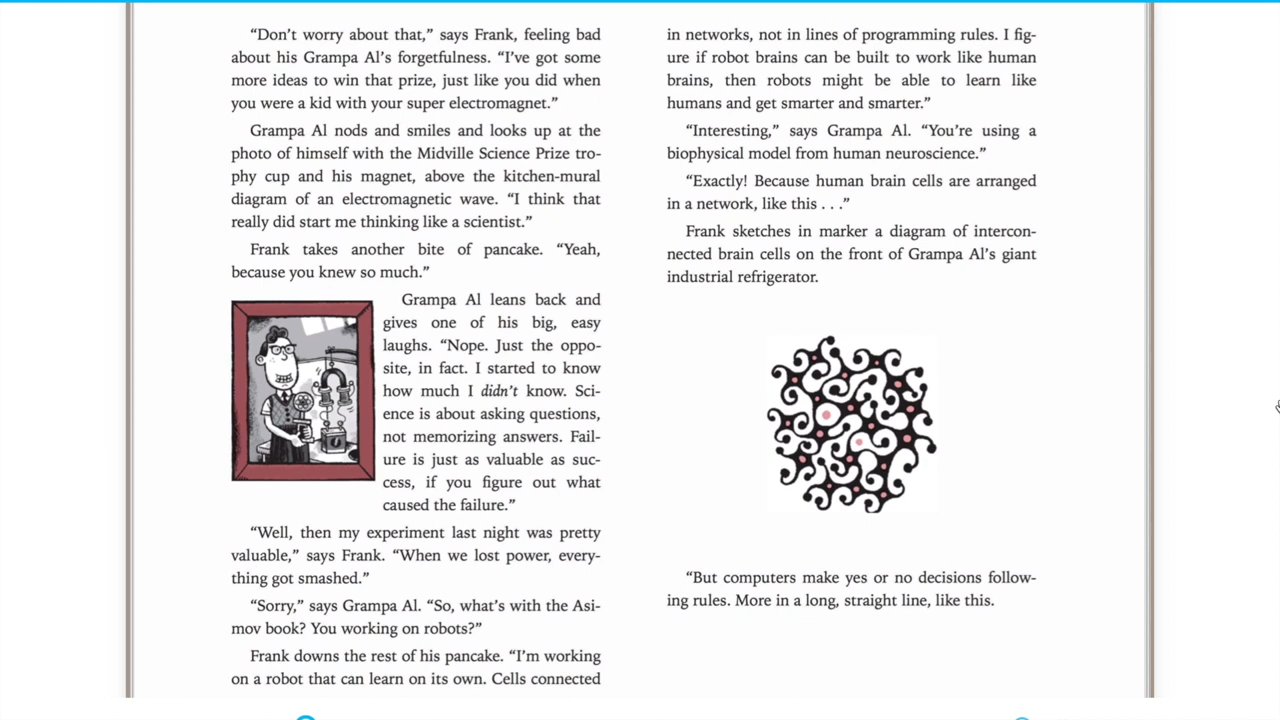 “Don’t worry about that,” says Frank, feeling bad
about his Grampa Al’s forgetfulness. “I’ve got some
more ideas to win that prize, just like you did when
you were a kid with your super electromagnet.”
Grampa Al nods and smiles and looks up at the
photo of himself with the Midville Science Prize tro-
phy cup and his magnet, above the kitchen-mural
diagram of an electromagnetic wave. “I think that
really did start me thinking like a scientist.”
Frank takes another bite of pancake. “Yeah,
because you knew so much.”
Grampa Al leans back and
gives one of his big, easy
laughs. “Nope. Just the oppo-
site, in fact. I started to know
how much I didn’t know. Sci-
ence is about asking questions,
not memorizing answers. Fail-
ure is just as valuable as suc-
cess, if you figure out what
caused the failure.”
“Well, then my experiment last night was pretty
valuable,” says Frank. “When we lost power, every-
thing got smashed.”
“Sorry,” says Grampa Al. “So, what’s with the Asi-
mov book? You working on robots?”
Frank downs the rest of his pancake. “I’m working
on a robot that can learn on its own. Cells connected
in networks, not in lines of programming rules. I fig-
ure if robot brains can be built to work like human
brains, then robots might be able to learn like
humans and get smarter and smarter.”
“Interesting,” says Grampa Al. “You’re using a
biophysical model from human neuroscience.”
“Exactly! Because human brain cells are arranged
in a network, like this . . .”
Frank sketches in marker a diagram of intercon-
nected brain cells on the front of Grampa Al’s giant
industrial refrigerator.
“But computers make yes or no decisions follow-
ing rules. More in a long, straight line, like this.